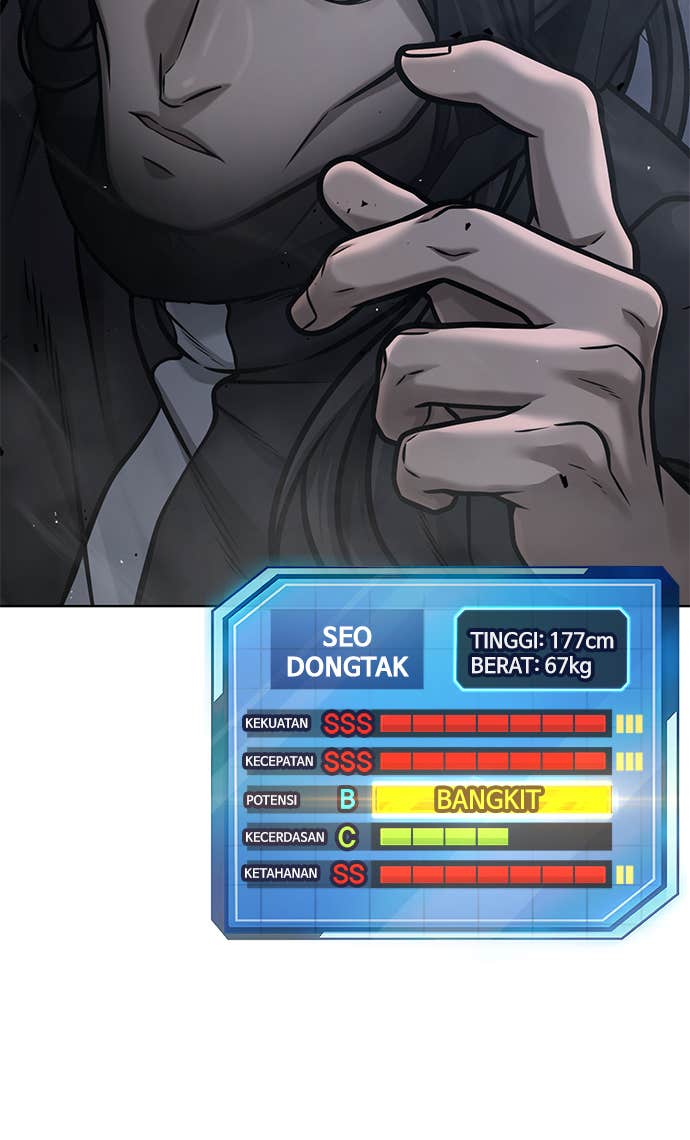 SEO
DONGTAK
TINGGI: 177cm
BERAT: 67kg
KEKUATAN SSS
KECEPATAN SSS
POTENSI B BANGKIT
KECERDASAN C
KETAHANAN SS